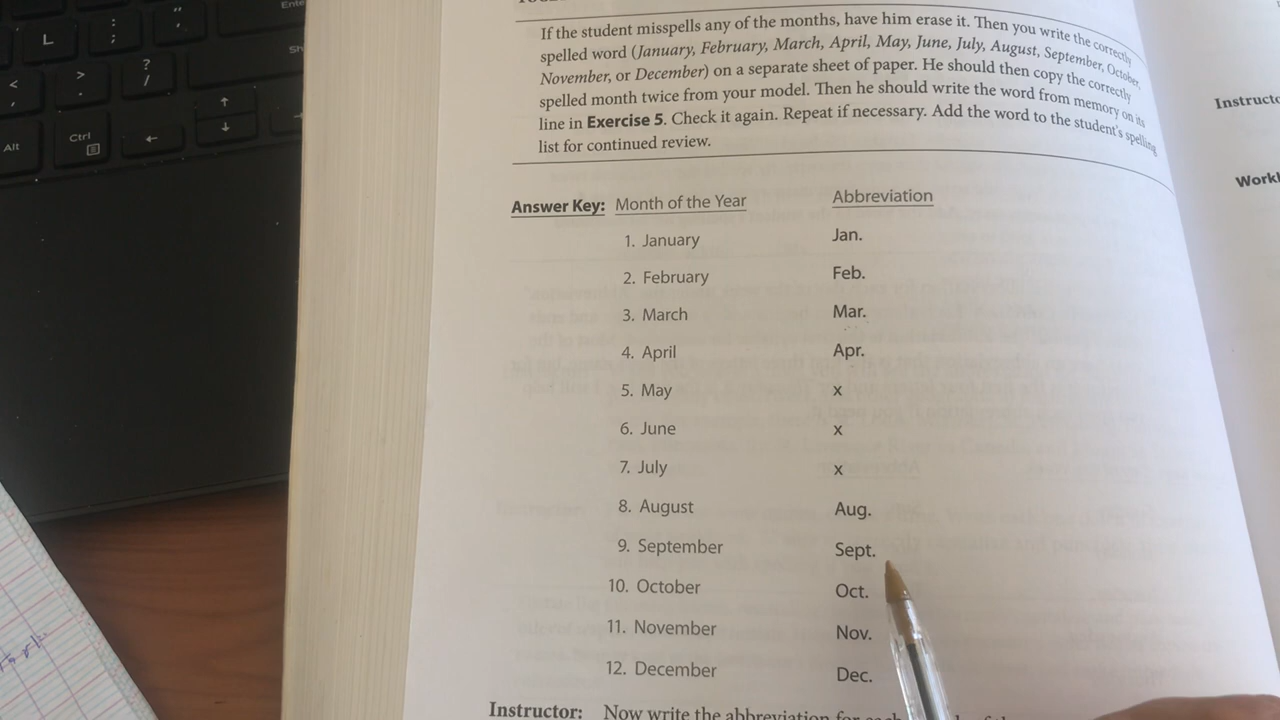 L
:
;
"
'
Enter
<
,
>
.
?
/
Alt
Ctrl
If the student misspells any of the months, have him erase it. Then you write the correctly
spelled word (January, February, March, April, May, June, July, August, September, October,
November, or December) on a separate sheet of paper. He should then copy the correctly
spelled month twice from your model. Then he should write the word from memory on its
line in Exercise 5. Check it again. Repeat if necessary. Add the word to the student's spelling
list for continued review.
Answer Key: Month of the Year Abbreviation
1. January Jan.
2. February Feb.
3. March Mar.
4. April Apr.
5. May x
6. June x
7. July x
8. August Aug.
9. September Sept.
10. October Oct.
11. November Nov.
12. December Dec.
Instructor: Now write the abbreviation for